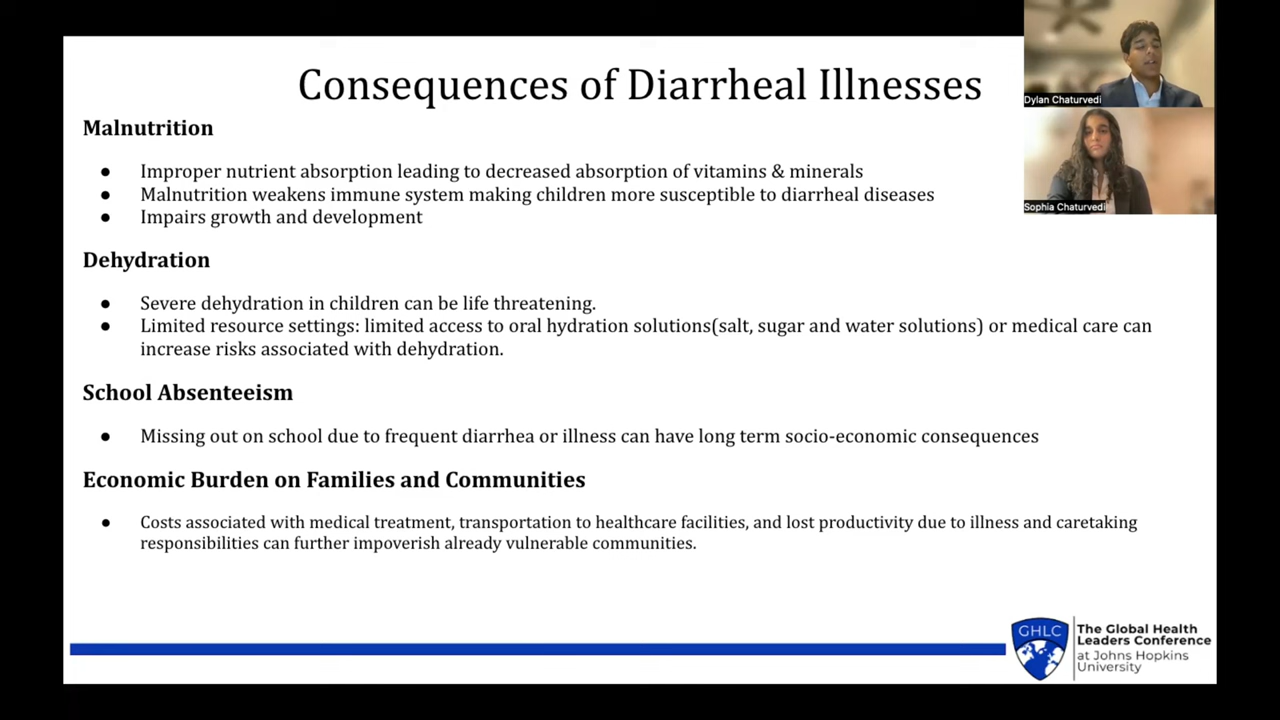 Consequences of Diarrheal Illnesses
Dylan Chaturvedi
Sophia Chaturvedi
Malnutrition
● Improper nutrient absorption leading to decreased absorption of vitamins & minerals
● Malnutrition weakens immune system making children more susceptible to diarrheal diseases
● Impairs growth and development
Dehydration
● Severe dehydration in children can be life threatening.
● Limited resource settings: limited access to oral hydration solutions(salt, sugar and water solutions) or medical care can
increase risks associated with dehydration.
School Absenteeism
● Missing out on school due to frequent diarrhea or illness can have long term socio-economic consequences
Economic Burden on Families and Communities
● Costs associated with medical treatment, transportation to healthcare facilities, and lost productivity due to illness and caretaking
responsibilities can further impoverish already vulnerable communities.
GHLC
The Global Health
Leaders Conference
at Johns Hopkins
University